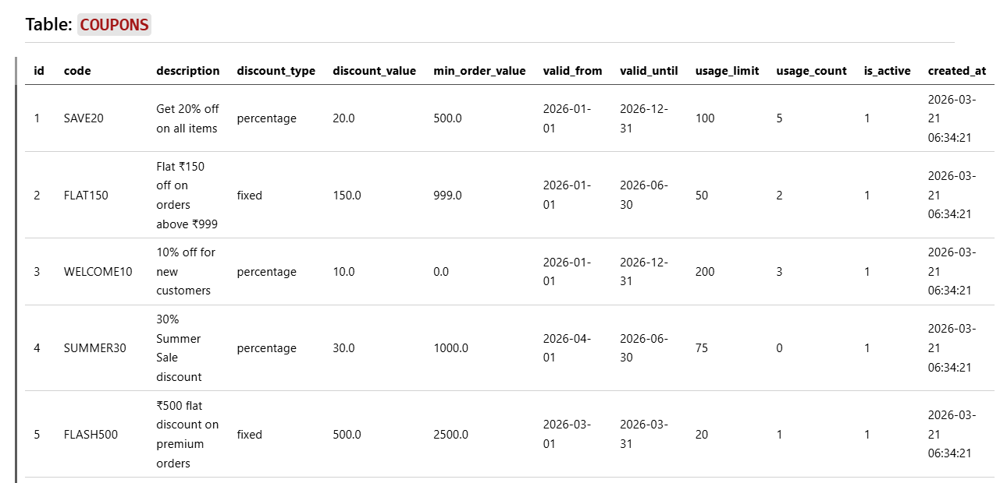 Table: COUPONS
id code description discount_type discount_value min_order_value valid_from valid_until usage_limit usage_count is_active created_at
1 SAVE20 Get 20% off on all items percentage 20.0 500.0 2026-01-01 2026-12-31 100 5 1 2026-03-21 06:34:21
2 FLAT150 Flat ₹150 off on orders above ₹999 fixed 150.0 999.0 2026-01-01 2026-06-30 50 2 1 2026-03-21 06:34:21
3 WELCOME10 10% off for new customers percentage 10.0 0.0 2026-01-01 2026-12-31 200 3 1 2026-03-21 06:34:21
4 SUMMER30 30% Summer Sale discount percentage 30.0 1000.0 2026-04-01 2026-06-30 75 0 1 2026-03-21 06:34:21
5 FLASH500 ₹500 flat discount on premium orders fixed 500.0 2500.0 2026-03-01 2026-03-31 20 1 1 2026-03-21 06:34:21